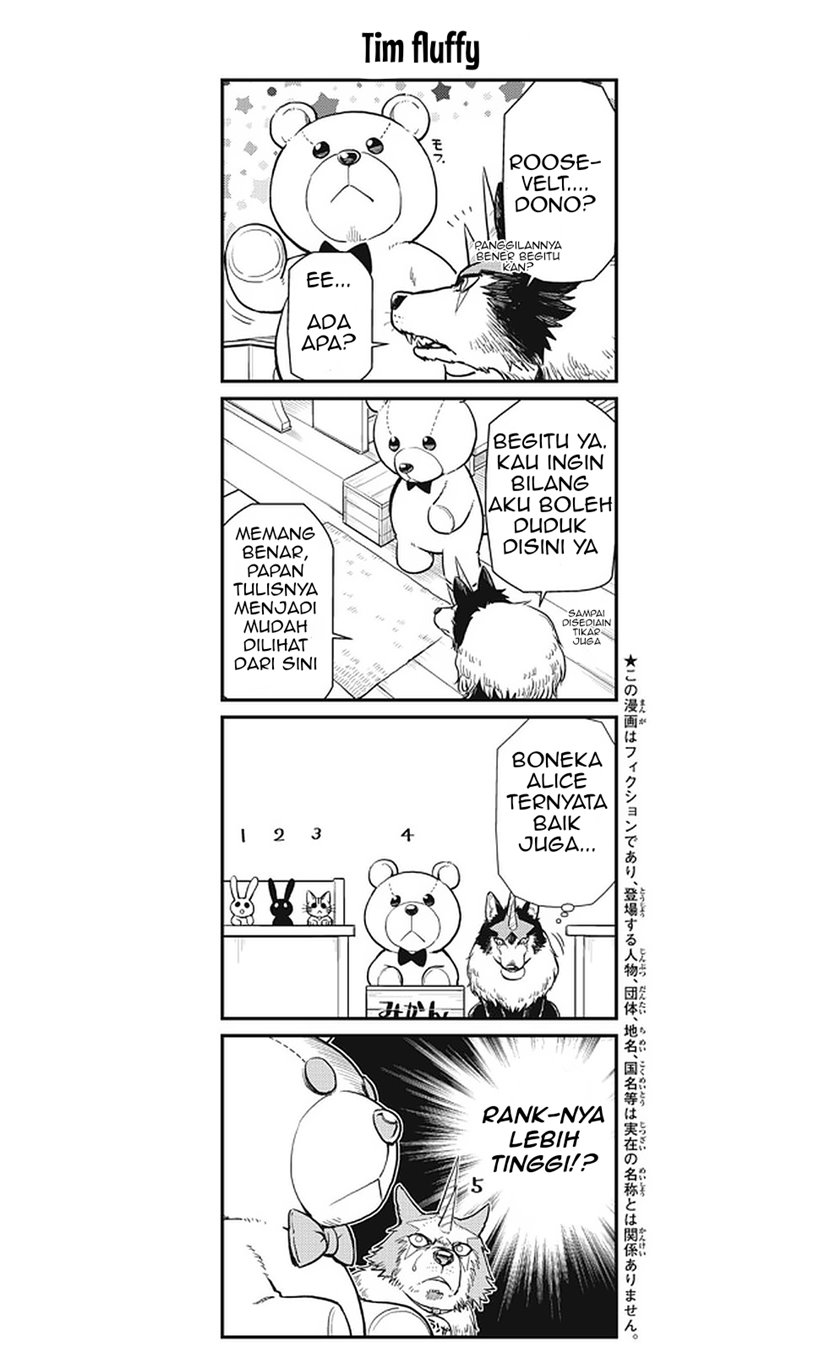 Tim fluffy
ROOSE-
VELT....
DONO?
PANGGILANNYA
BENER BEGITU
KAN?
モフ
EE...
ADA
APA?
BEGITU YA.
KAU INGIN
BILANG
AKU BOLEH
DUDUK
DISINI YA
SAMPAI
DISEDIAIN
TIKAR
JUGA
MEMANG
BENAR,
PAPAN
TULISNYA
MENJADI
MUDAH
DILIHAT
DARI SINI
BONEKA
ALICE
TERNYATA
BAIK
JUGA...
1 2 3 4
みかん
RANK-NYA
LEBIH
TINGGI!?
5
★この漫画はフィクションであり、登場する人物、団体、地名、国名等は実在の名称とは関係ありません。